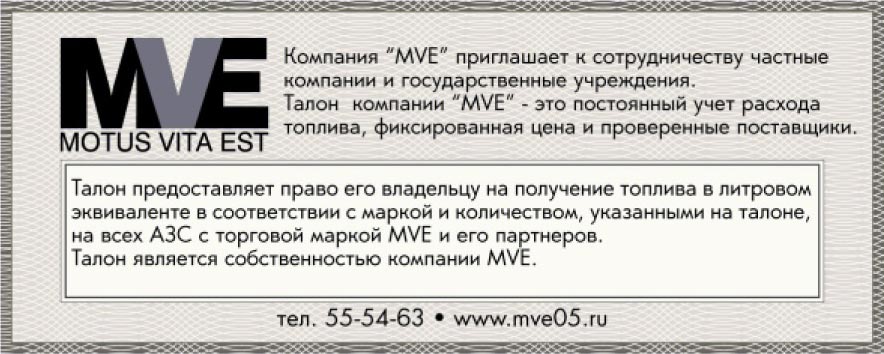 MVE
MOTUS VITA EST
Компания “MVE” приглашает к сотрудничеству частные
компании и государственные учреждения.
Талон компании “MVE” - это постоянный учет расхода
топлива, фиксированная цена и проверенные поставщики.
Талон предоставляет право его владельцу на получение топлива в литровом
эквиваленте в соответствии с маркой и количеством, указанными на талоне,
на всех АЗС с торговой маркой MVE и его партнеров.
Талон является собственностью компании MVE.
тел. 55-54-63 • www.mve05.ru